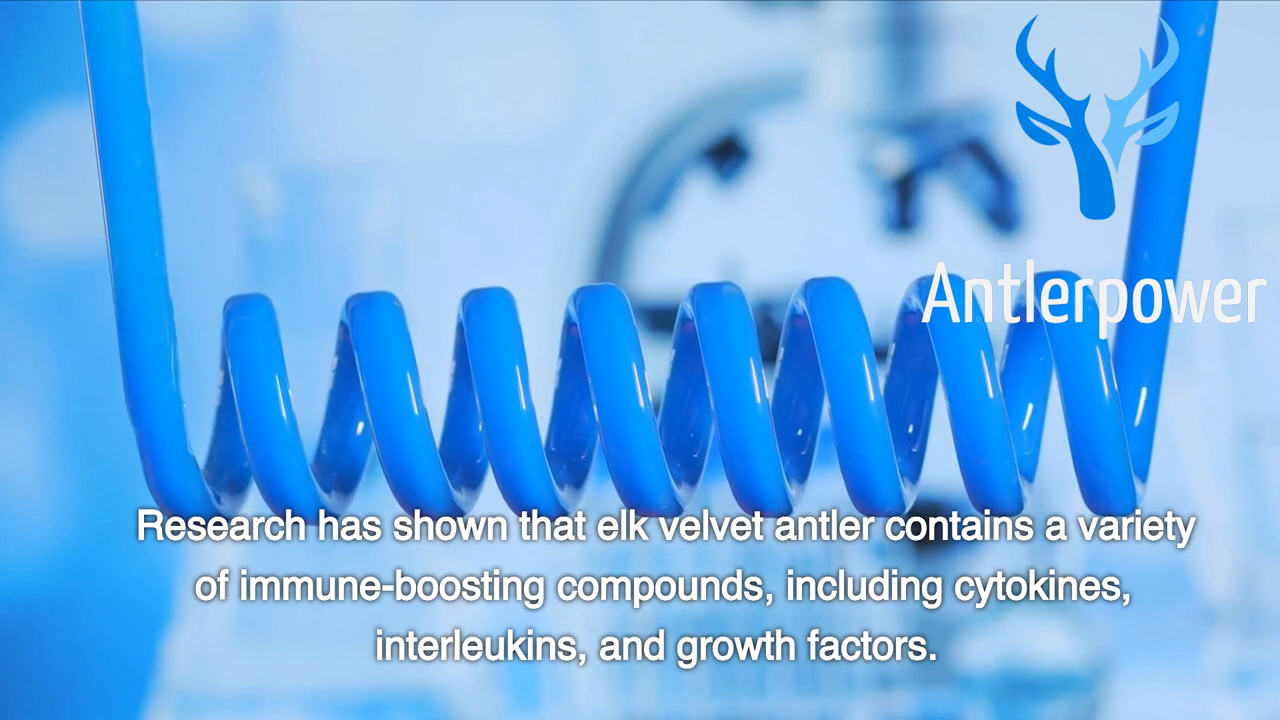 Antlerpower
Research has shown that elk velvet antler contains a variety
of immune-boosting compounds, including cytokines,
interleukins, and growth factors.